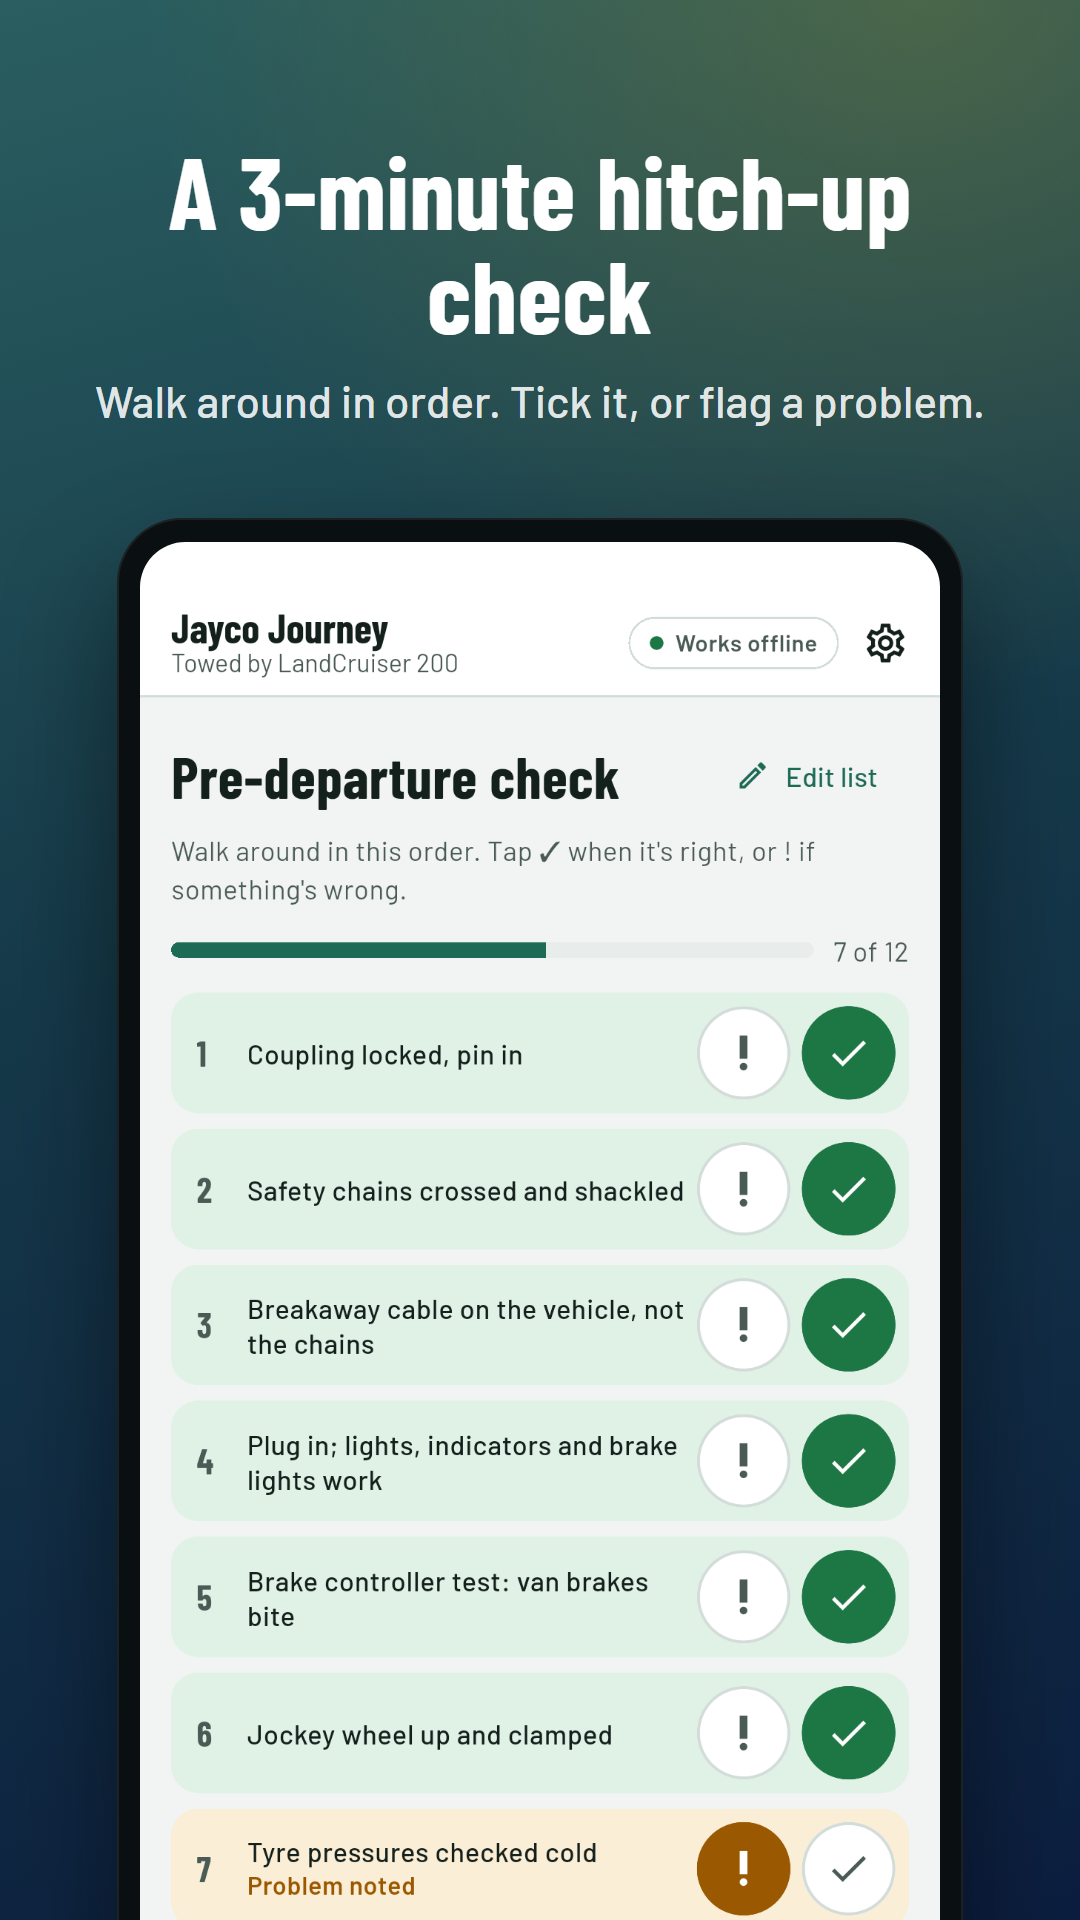 A 3-minute hitch-up
check
Walk around in order. Tick it, or flag a problem.
Jayco Journey
Towed by LandCruiser 200
Works offline
Pre-departure check
Edit list
Walk around in this order. Tap ✓ when it's right, or ! if
something's wrong.
7 of 12
1 Coupling locked, pin in
2 Safety chains crossed and shackled
3 Breakaway cable on the vehicle, not
the chains
4 Plug in; lights, indicators and brake
lights work
5 Brake controller test: van brakes
bite
6 Jockey wheel up and clamped
7 Tyre pressures checked cold
Problem noted